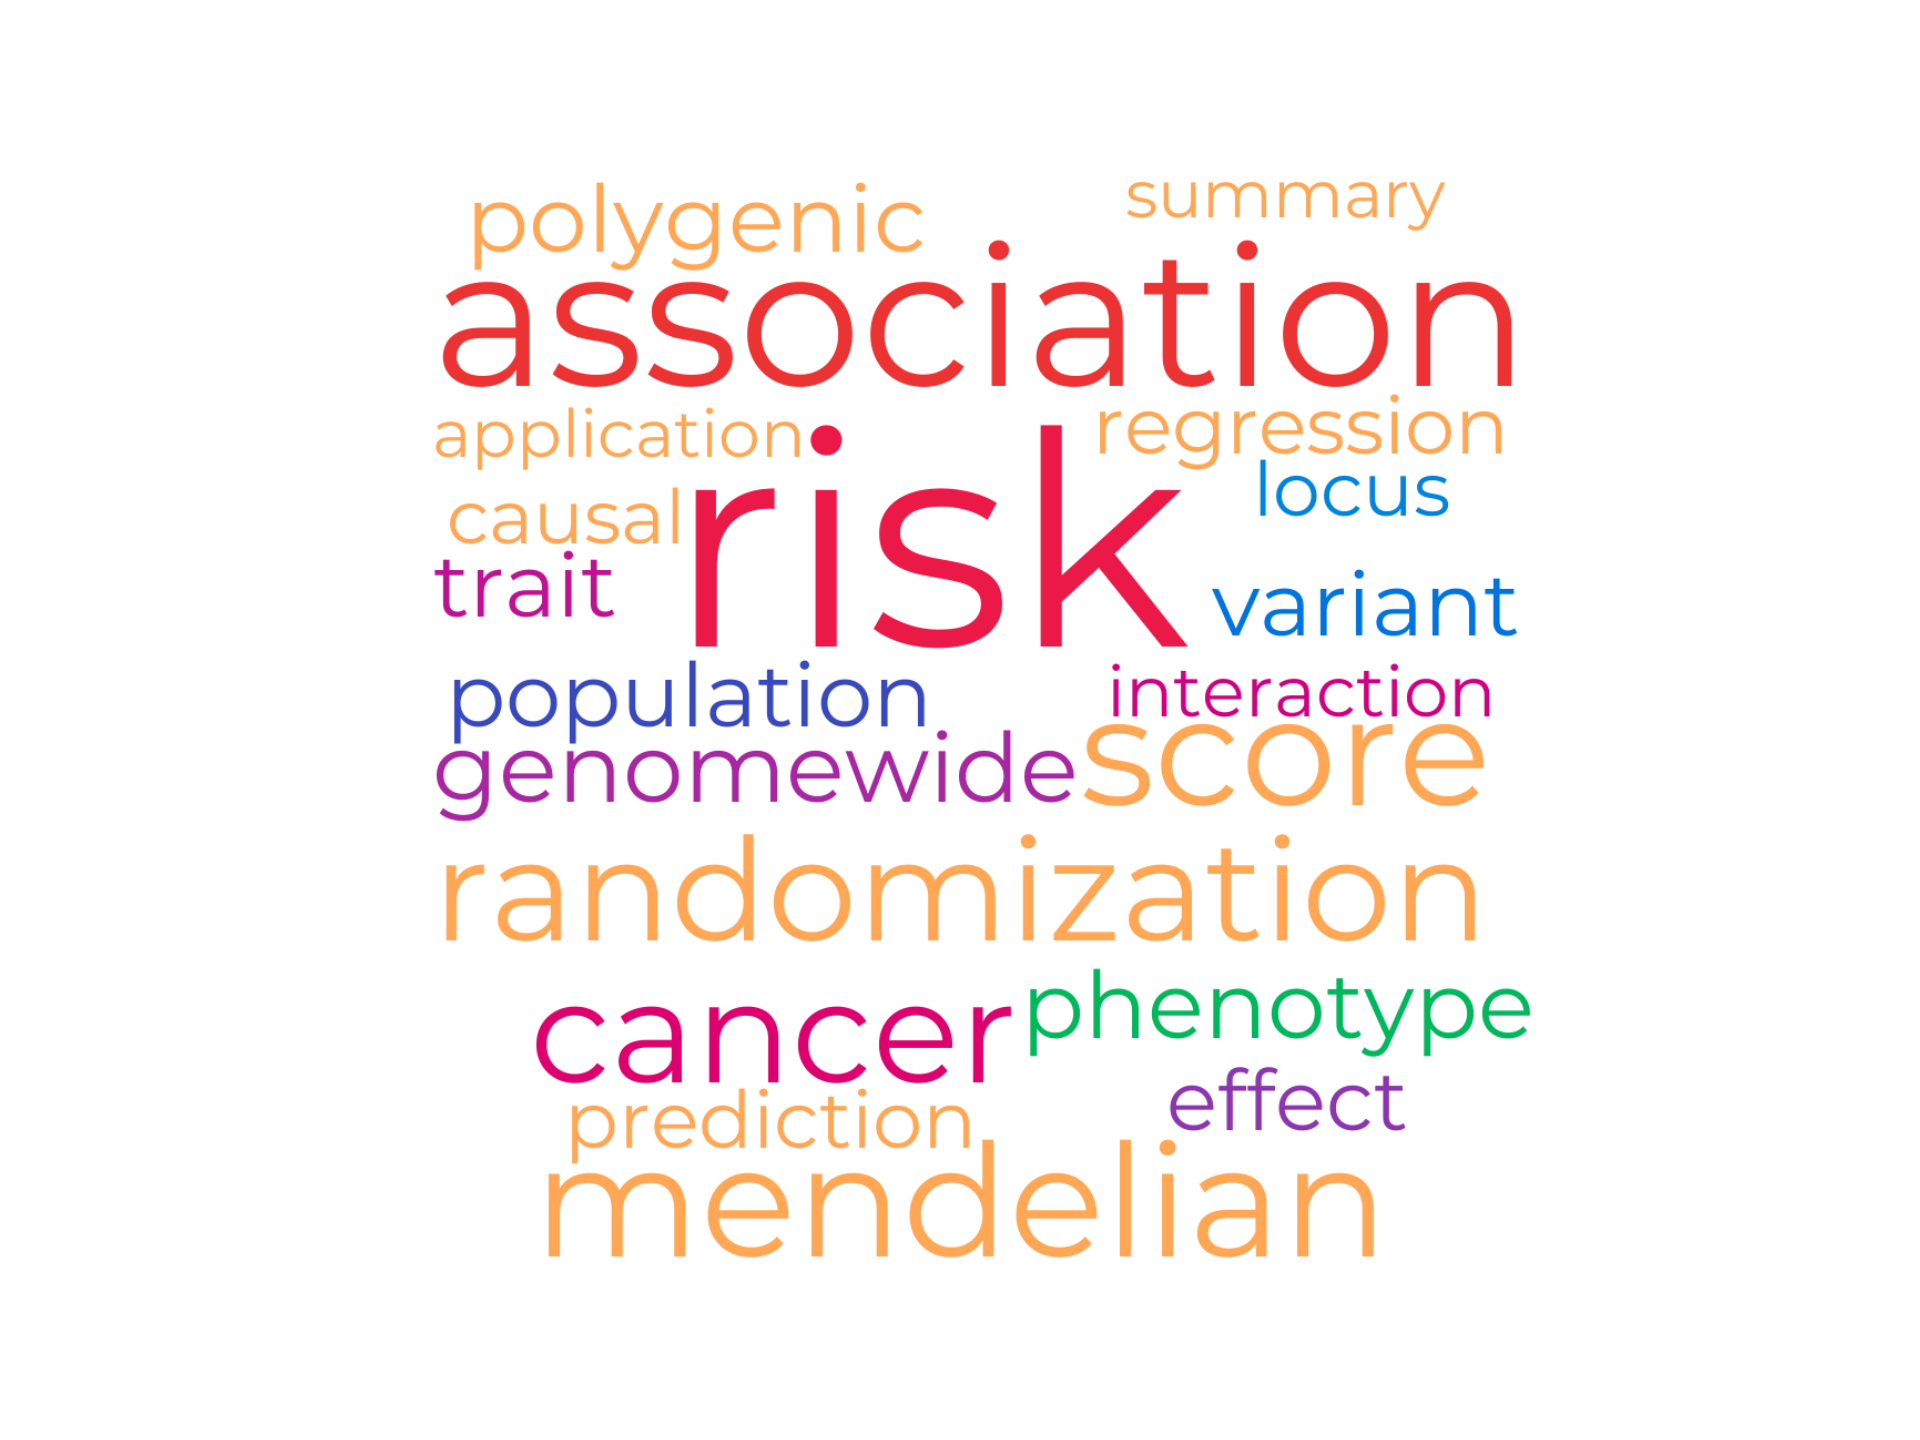 polygenic summary
association
application regression
causal risk locus
trait variant
population interaction
genomewide score
randomization
cancer phenotype
prediction effect
mendelian